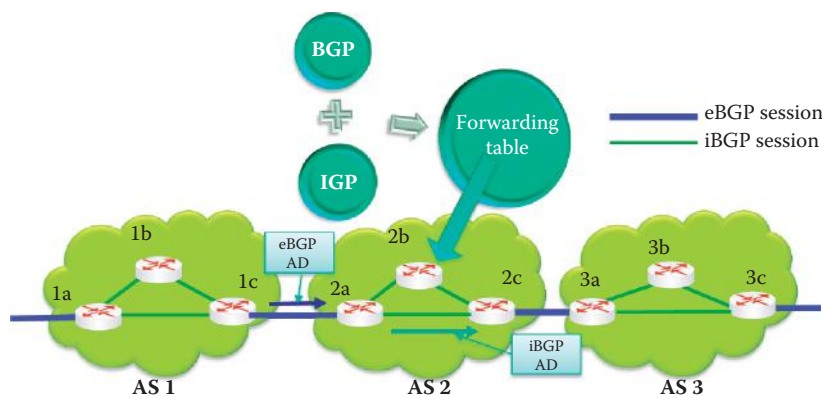 BGP
IGP
Forwarding
table
eBGP session
iBGP session
1a
1b
1c
eBGP
AD
2a
2b
2c
iBGP
AD
3a
3b
3c
AS 1
AS 2
AS 3